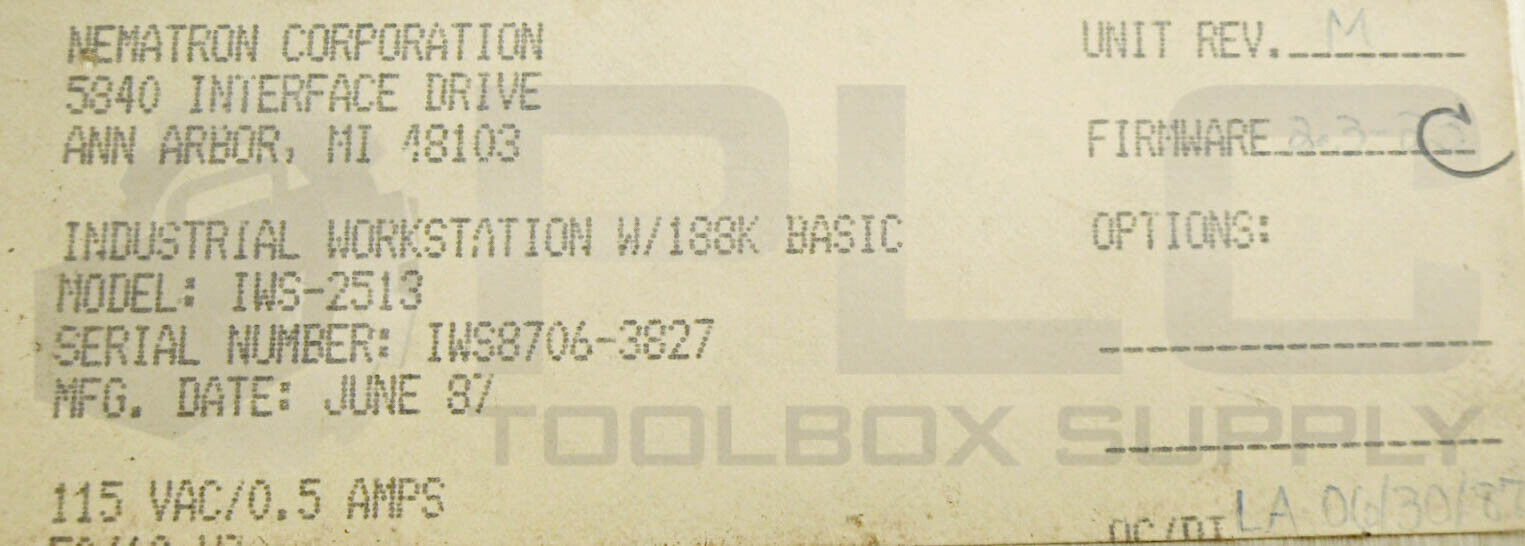 NEMATRON CORPORATION
5840 INTERFACE DRIVE
ANN ARBOR, MI 48103
UNIT REV. M
FIRMWARE
INDUSTRIAL WORKSTATION W/188K BASIC
MODEL: IWS-2513
SERIAL NUMBER: IWS8706-3827
MFG. DATE: JUNE 87
OPTIONS:
115 VAC/0.5 AMPS
LA 06/30/87
PLC
TOOLBOX SUPPLY